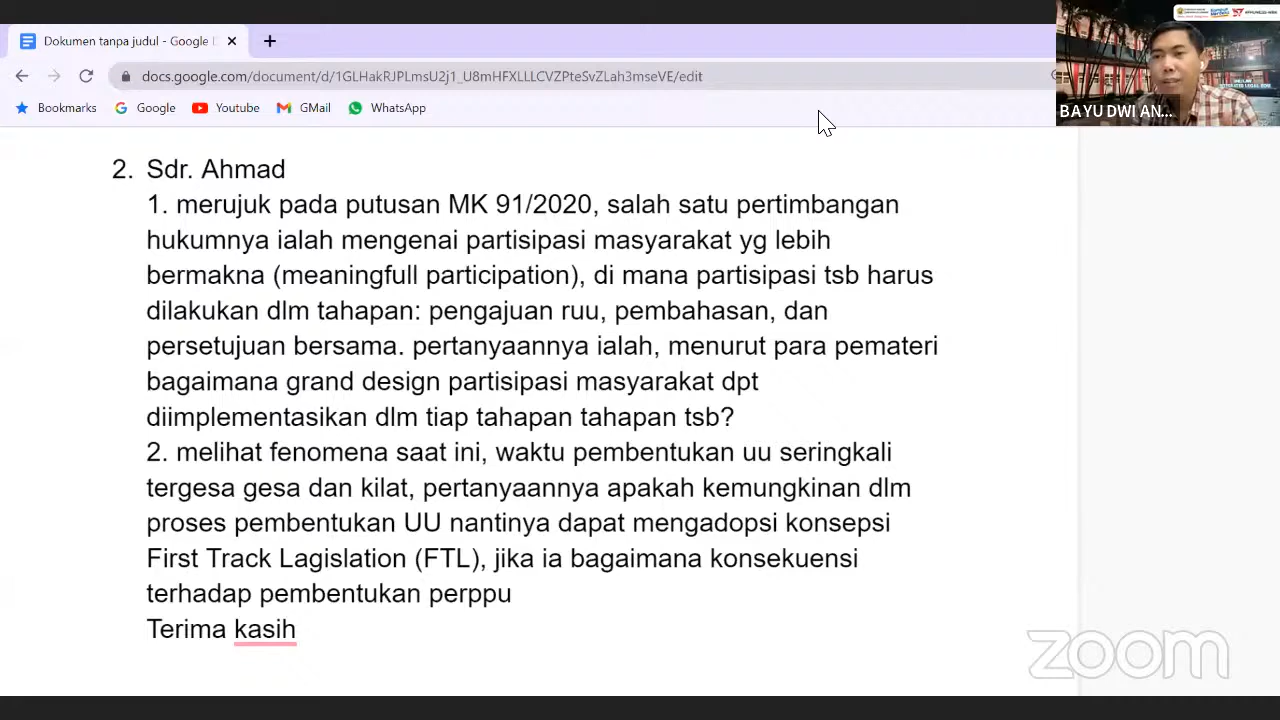 Dokumen tanpa judul - Google
docs.google.com/document/d/
Bookmarks
Google
Youtube
GMail
WhatsApp
BAYU DWI AN...
2. Sdr. Ahmad
1. merujuk pada putusan MK 91/2020, salah satu pertimbangan
hukumnya ialah mengenai partisipasi masyarakat yg lebih
bermakna (meaningfull participation), di mana partisipasi tsb harus
dilakukan dlm tahapan: pengajuan ruu, pembahasan, dan
persetujuan bersama. pertanyaannya ialah, menurut para pemateri
bagaimana grand design partisipasi masyarakat dpt
diimplementasikan dlm tiap tahapan tahapan tsb?
2. melihat fenomena saat ini, waktu pembentukan uu seringkali
tergesa gesa dan kilat, pertanyaannya apakah kemungkinan dlm
proses pembentukan UU nantinya dapat mengadopsi konsepsi
First Track Lagislation (FTL), jika ia bagaimana konsekuensi
terhadap pembentukan perppu
Terima kasih
zoom